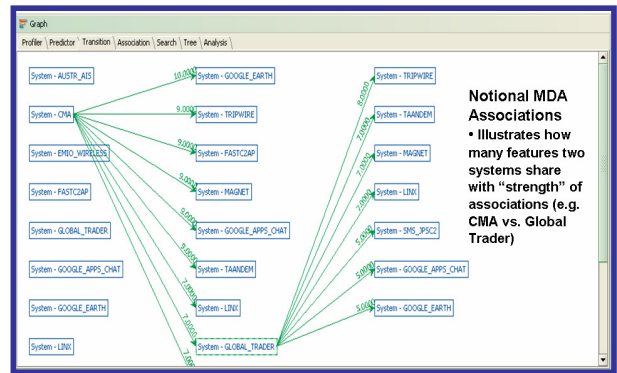 Graph
Profiler Predictor Transition Association Search Tree Analysis
System - AUSTR_AIS
System - CMA
System - EMIO_WIRELESS
System - FASTC2AP
System - GLOBAL_TRADER
System - GOOGLE_APPS_CHAT
System - GOOGLE_EARTH
System - LINX
10.0000
9.0000
9.0000
9.0000
9.0000
9.0000
7.0000
7.0000
System - GOOGLE_EARTH
System - TRIPWIRE
System - FASTC2AP
System - MAGNET
System - GOOGLE_APPS_CHAT
System - TAANDEM
System - LINX
System - GLOBAL_TRADER
8.0000
7.0000
7.0000
7.0000
5.0000
5.0000
5.0000
System - TRIPWIRE
System - TAANDEM
System - MAGNET
System - LINX
System - SMS_JPSC2
System - GOOGLE_APPS_CHAT
System - GOOGLE_EARTH
Notional MDA
Associations
• Illustrates how
many features two
systems share
with “strength” of
associations (e.g.
CMA vs. Global
Trader)